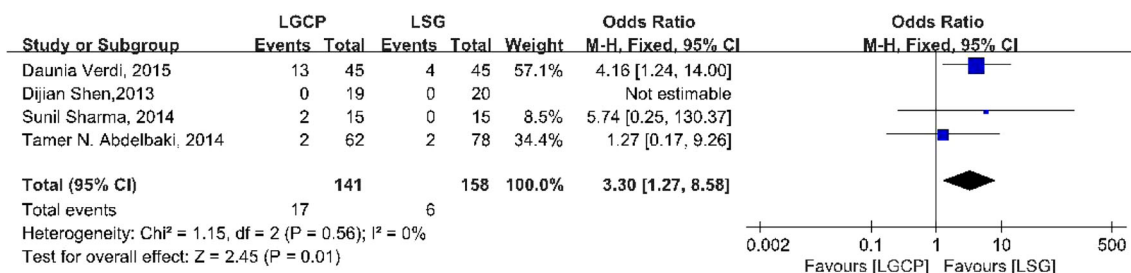 LGCP LSG Odds Ratio Odds Ratio
Study or Subgroup Events Total Events Total Weight M-H, Fixed, 95% CI M-H, Fixed, 95% CI
Daunia Verdi, 2015 13 45 4 45 57.1% 4.16 [1.24, 14.00]
Dijian Shen,2013 0 19 0 20 Not estimable
Sunil Sharma, 2014 2 15 0 15 8.5% 5.74 [0.25, 130.37]
Tamer N. Abdelbaki, 2014 2 62 2 78 34.4% 1.27 [0.17, 9.26]
Total (95% CI) 141 158 100.0% 3.30 [1.27, 8.58]
Total events 17 6
Heterogeneity: Chi² = 1.15, df = 2 (P = 0.56); I² = 0%
Test for overall effect: Z = 2.45 (P = 0.01)
0.002 0.1 1 10 500
Favours [LGCP] Favours [LSG]